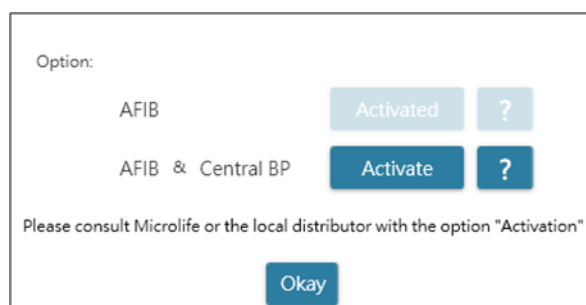 Option:
AFIB Activated ?
AFIB & Central BP Activate ?
Please consult Microlife or the local distributor with the option "Activation"
Okay